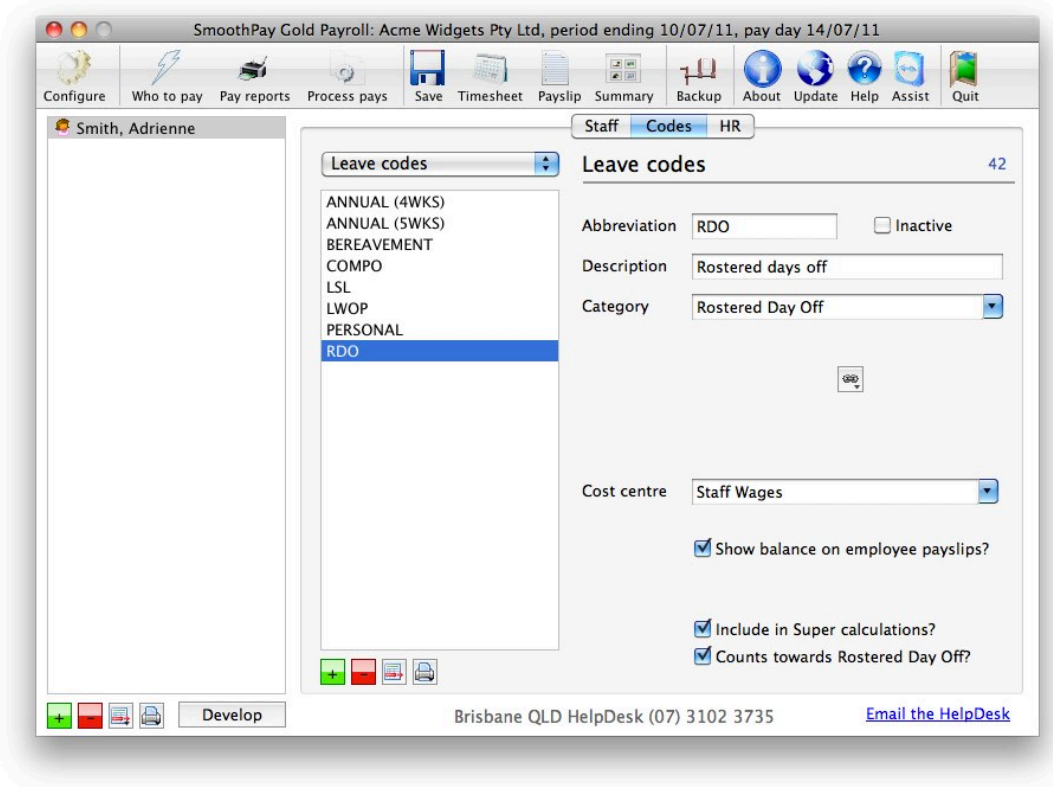 SmoothPay Gold Payroll: Acme Widgets Pty Ltd, period ending 10/07/11, pay day 14/07/11
Configure Who to pay Pay reports Process pays Save Timesheet Payslip Summary Backup About Update Help Assist Quit
Smith, Adrienne
Staff Codes HR
Leave codes
Leave codes 42
ANNUAL (4WKS)
ANNUAL (5WKS)
BEREAVEMENT
COMPO
LSL
LWOP
PERSONAL
RDO
Abbreviation RDO Inactive
Description Rostered days off
Category Rostered Day Off
Cost centre Staff Wages
Show balance on employee payslips?
Include in Super calculations?
Counts towards Rostered Day Off?
Develop
Brisbane QLD HelpDesk (07) 3102 3735
Email the HelpDesk